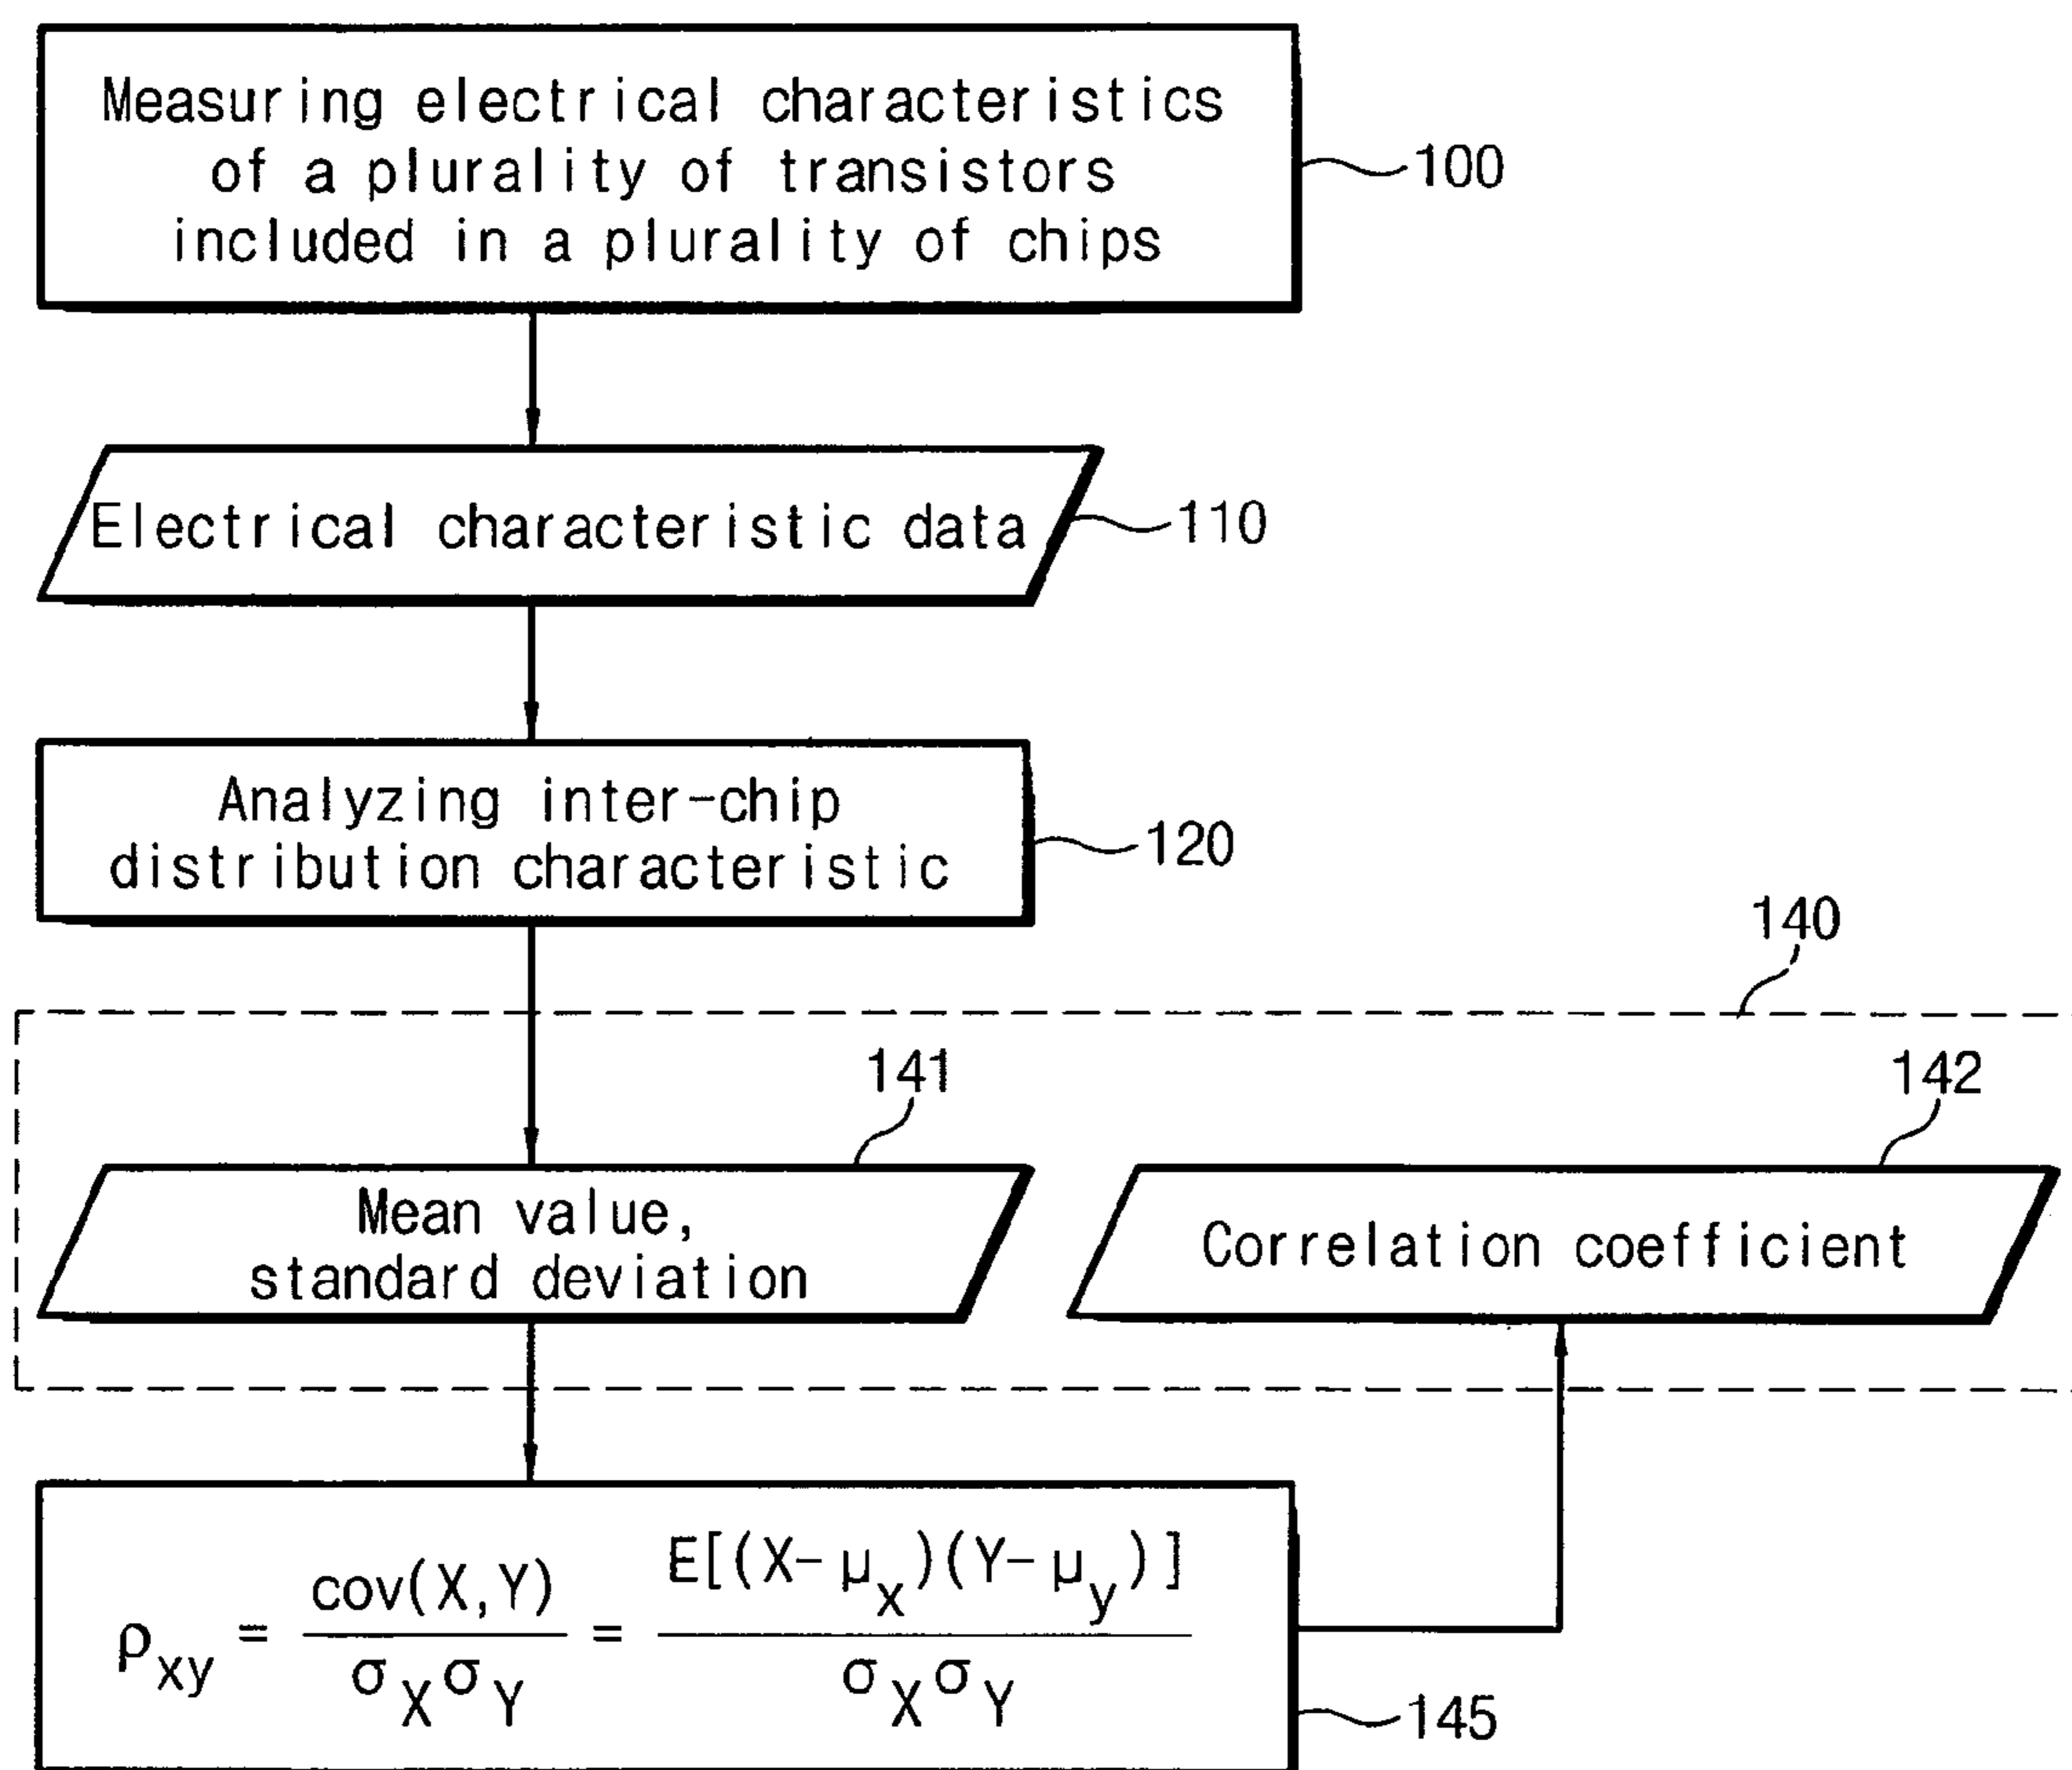 Measuring electrical characteristics
of a plurality of transistors
included in a plurality of chips
100
Electrical characteristic data
110
Analyzing inter-chip
distribution characteristic
120
140
141
142
Mean value,
standard deviation
Correlation coefficient
ρxy = cov(X,Y) / σXσY = E[(X-μx)(Y-μy)] / σXσY
145